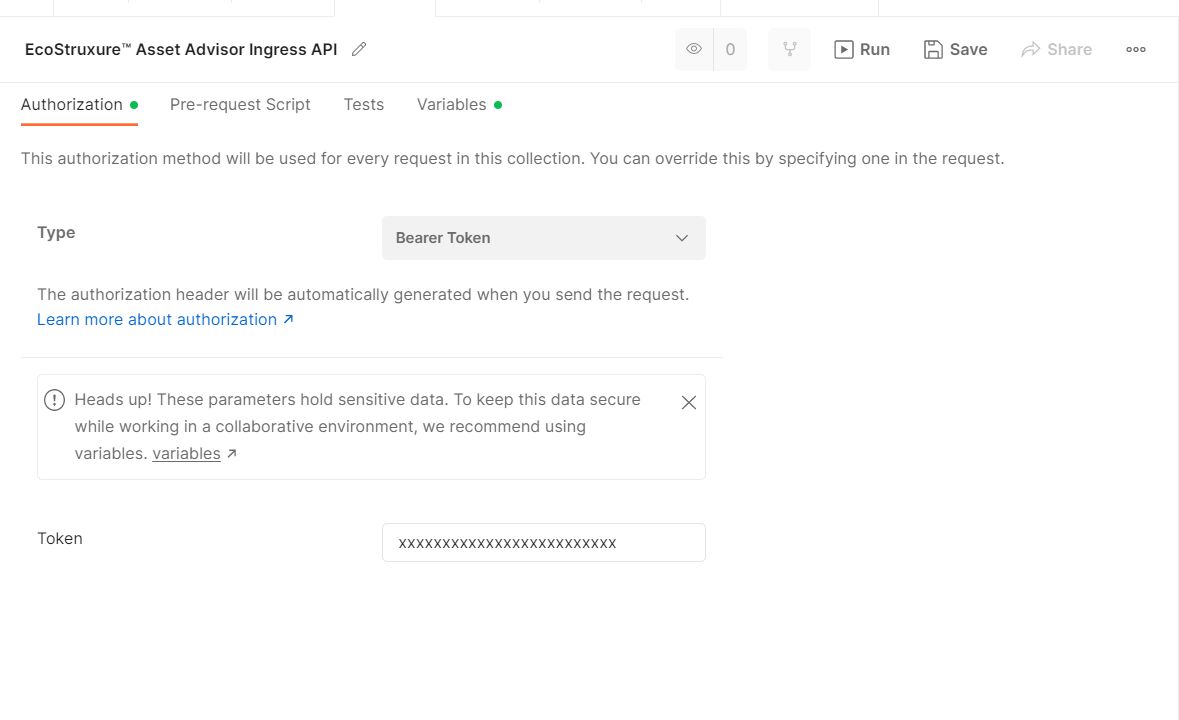 EcoStruxure™ Asset Advisor Ingress API
0
Run
Save
Share
Authorization
Pre-request Script
Tests
Variables
This authorization method will be used for every request in this collection. You can override this by specifying one in the request.
Type
Bearer Token
The authorization header will be automatically generated when you send the request.
Learn more about authorization ↗
Heads up! These parameters hold sensitive data. To keep this data secure
while working in a collaborative environment, we recommend using
variables. variables ↗
Token
xxxxxxxxxxxxxxxxxxxxxxxxx